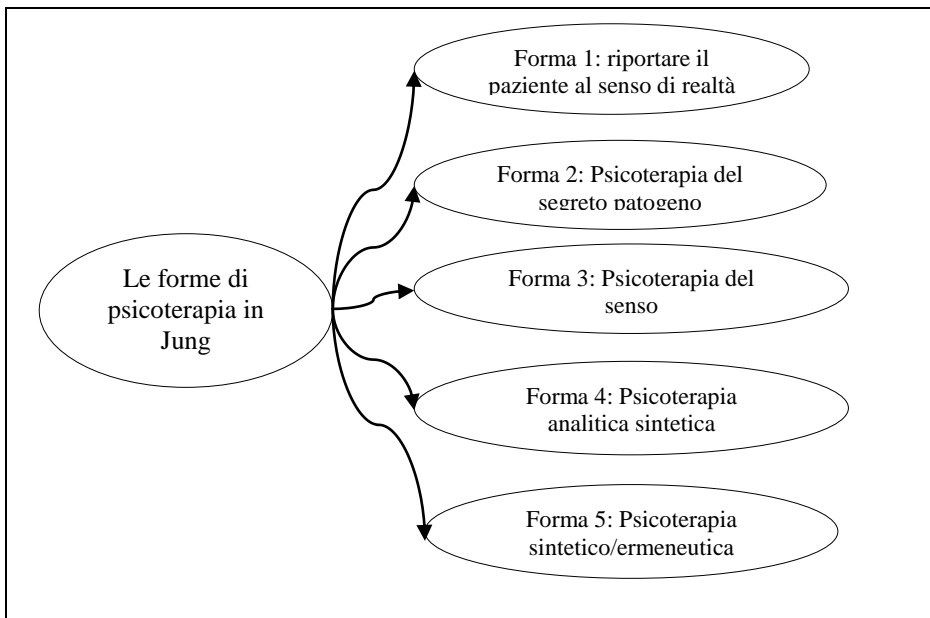 Forma 1: riportare il
paziente al senso di realtà
Forma 2: Psicoterapia del
segreto patogeno
Le forme di
psicoterapia in
Jung
Forma 3: Psicoterapia del
senso
Forma 4: Psicoterapia
analitica sintetica
Forma 5: Psicoterapia
sintetico/ermeneutica